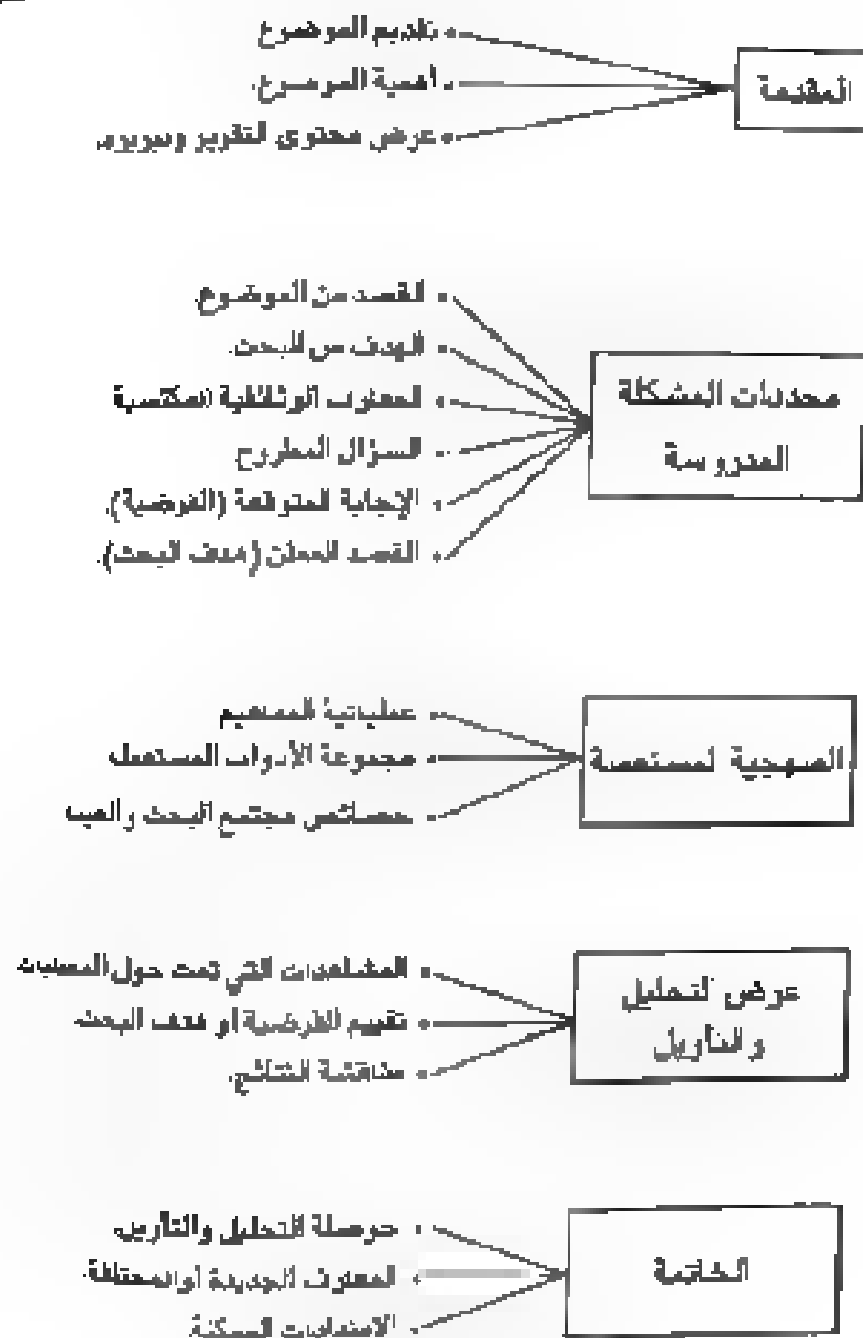 المقدمة
• تقديم الموضوع
• أهمية الموضوع.
• عرض محتوى التقرير وتبريره.
محددات المشكلة
المدروسة
• القصد من الموضوع.
• الهدف من البحث.
• المعارف الوثائقية المكتسبة
• السؤال المطروح
• الإجابة المتوقعة (الفرضية).
• القصد المعلن (هدف البحث).
المنهجية المستعملة
• عملياتية المفاهيم
• مجموعة الأدوات المستعملة
• خصائص مجتمع البحث والعينة
عرض التحليل
والتأويل
• المشاهدات التي تمت حول المعطيات
• تقييم الفرضية أو هدف البحث.
• مناقشة النتائج.
الخاتمة
• حوصلة التحليل والتأويل.
• المعارف الجديدة أو المختلفة.
• الامتدادات الممكنة